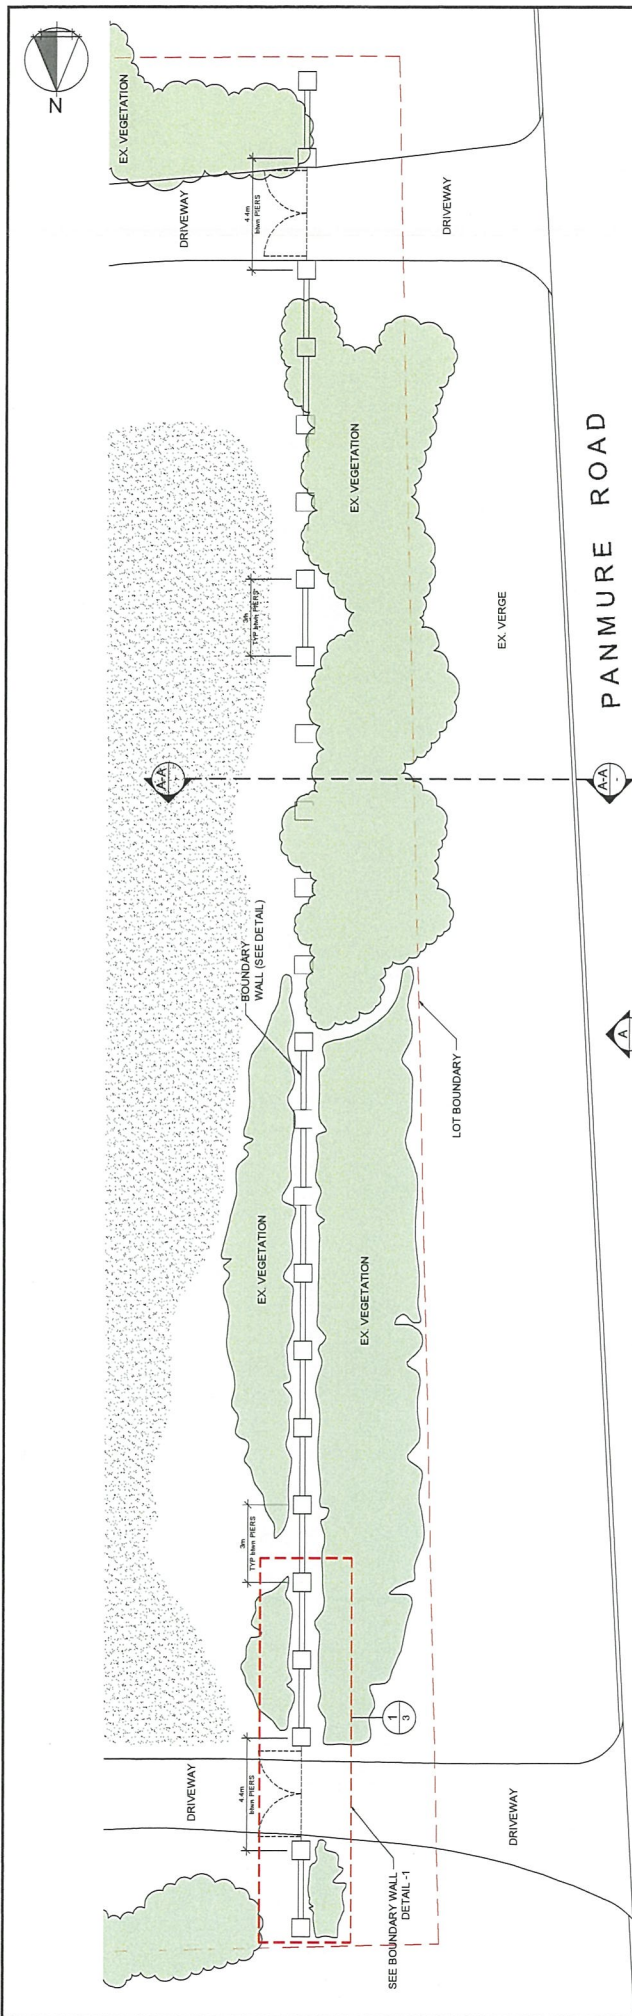 N
EX. VEGETATION
DRIVEWAY
4.4m
btwn PIERS
DRIVEWAY
EX. VEGETATION
PANMURE ROAD
3m
TYP btwn PIERS
EX. VERGE
A-A
A-A
BOUNDARY
WALL (SEE DETAIL)
A
LOT BOUNDARY
EX. VEGETATION
EX. VEGETATION
3m
TYP btwn PIERS
1
3
4.4m
btwn PIERS
DRIVEWAY
DRIVEWAY
SEE BOUNDARY WALL
DETAIL -1